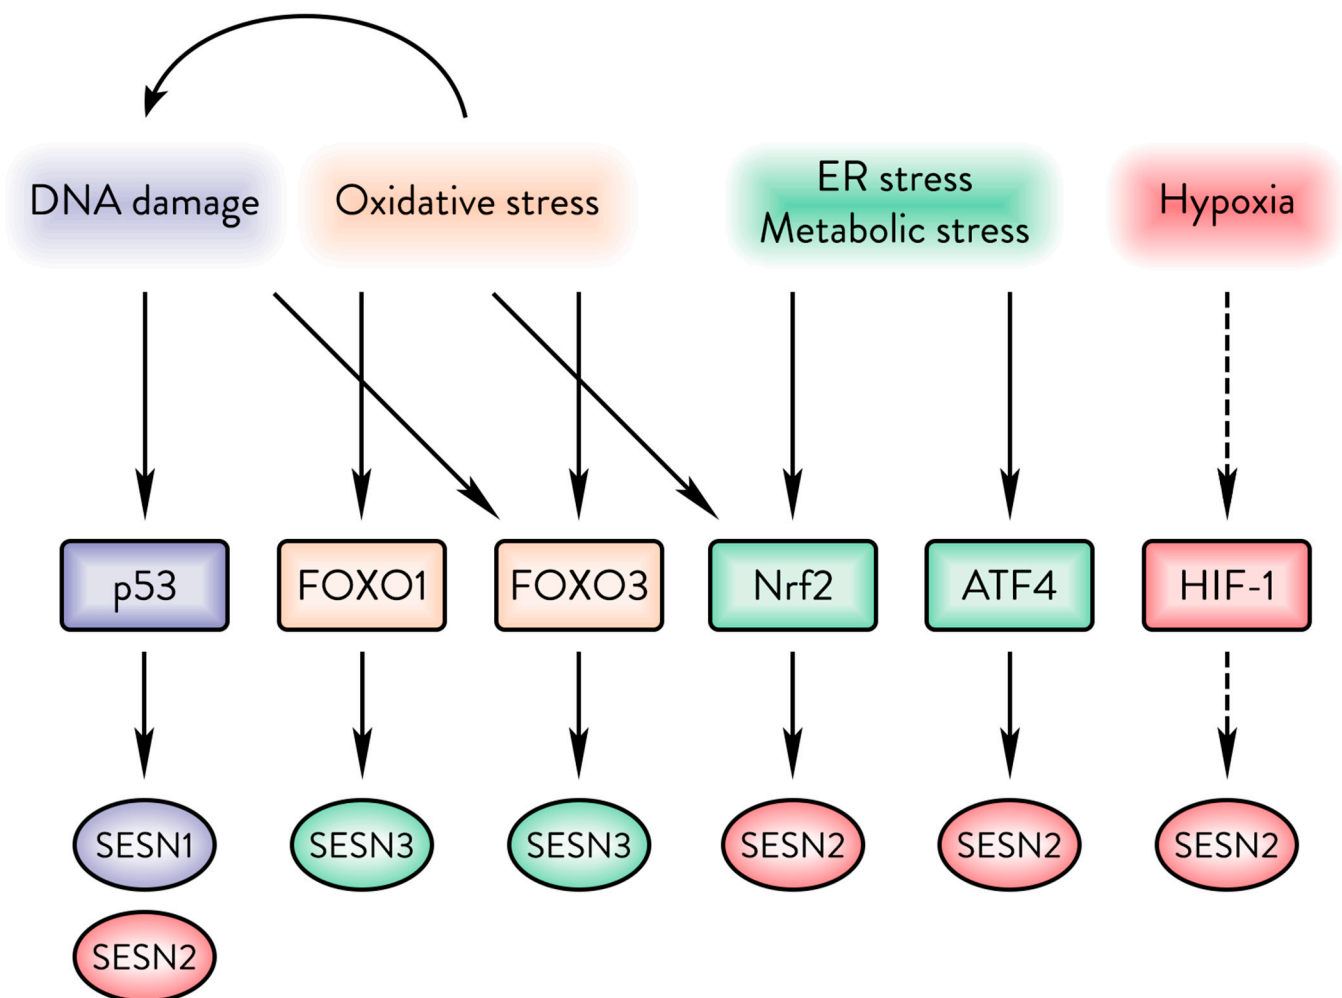 DNA damage
Oxidative stress
ER stress
Metabolic stress
Hypoxia
p53
FOXO1
FOXO3
Nrf2
ATF4
HIF-1
SESN1
SESN3
SESN3
SESN2
SESN2
SESN2
SESN2